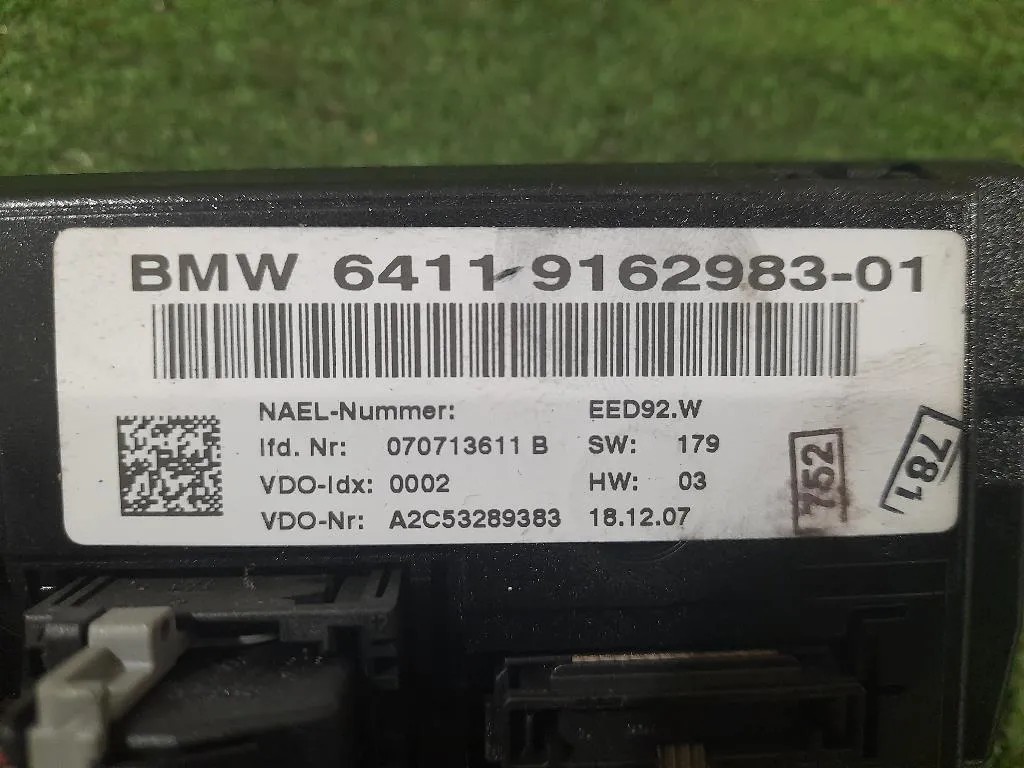 BMW 6411 9162983-01
NAEL-Nummer: EED92.W
lfd. Nr: 070713611 B SW: 179
VDO-Idx: 0002 HW: 03
VDO-Nr: A2C53289383 18.12.07
752
781